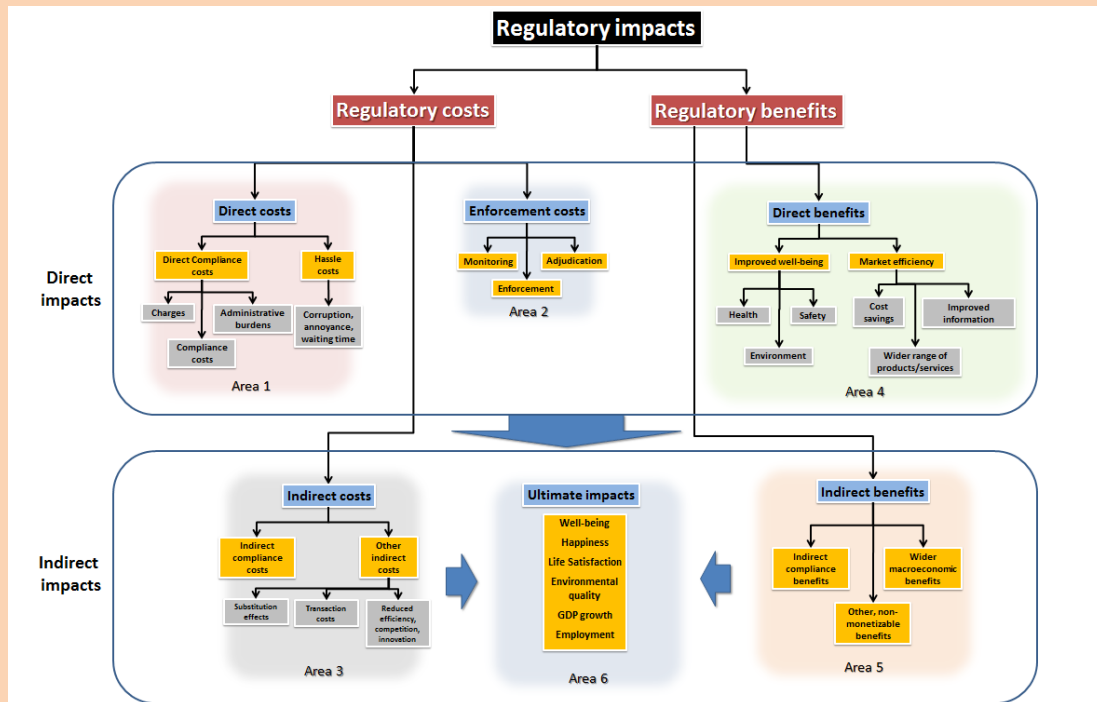 Regulatory impacts
Regulatory costs
Regulatory benefits
Direct
impacts
Direct costs
Direct Compliance
costs
Hassle
costs
Charges
Administrative
burdens
Compliance
costs
Corruption,
annoyance,
waiting time
Area 1
Enforcement costs
Monitoring
Adjudication
Enforcement
Area 2
Direct benefits
Improved well-being
Market efficiency
Health
Safety
Environment
Cost
savings
Improved
information
Wider range of
products/services
Area 4
Indirect
impacts
Indirect costs
Indirect
compliance
costs
Other
indirect
costs
Substitution
effects
Transaction
costs
Reduced
efficiency,
competition,
innovation
Area 3
Ultimate impacts
Well-being
Happiness
Life Satisfaction
Environmental
quality
GDP growth
Employment
Area 6
Indirect benefits
Indirect
compliance
benefits
Wider
macroeconomic
benefits
Other, non-
monetizable
benefits
Area 5